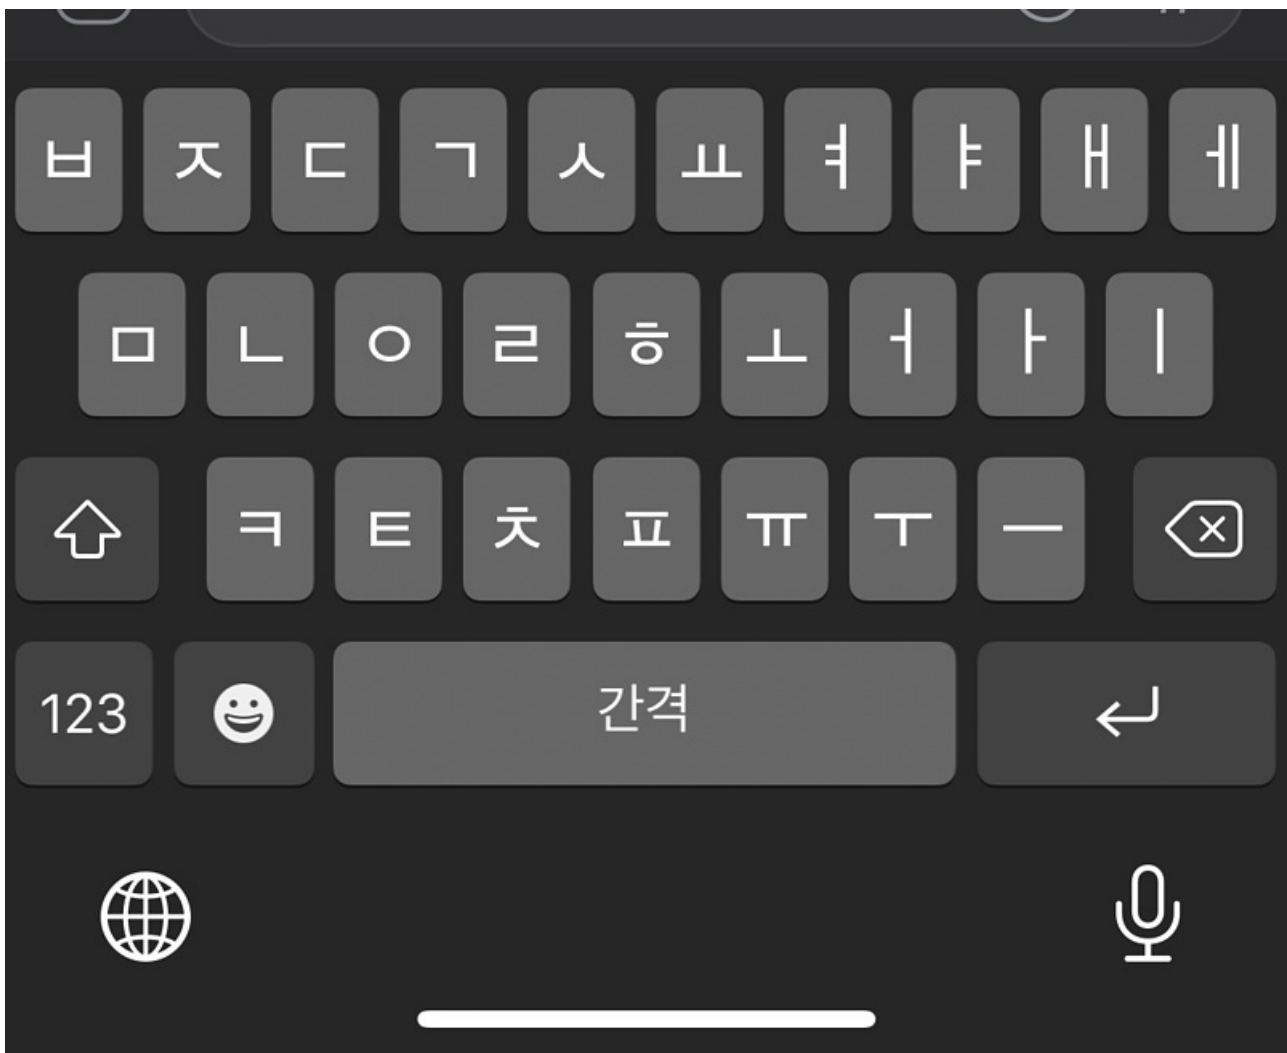 ㅂ ㅈ ㄷ ㄱ ㅅ ㅛ ㅕ ㅑ ㅐ ㅔ
ㅁ ㄴ ㅇ ㄹ ㅎ ㅗ ㅓ ㅏ ㅣ
ㅋ ㅌ ㅊ ㅍ ㅠ ㅜ ㅡ
123 간격